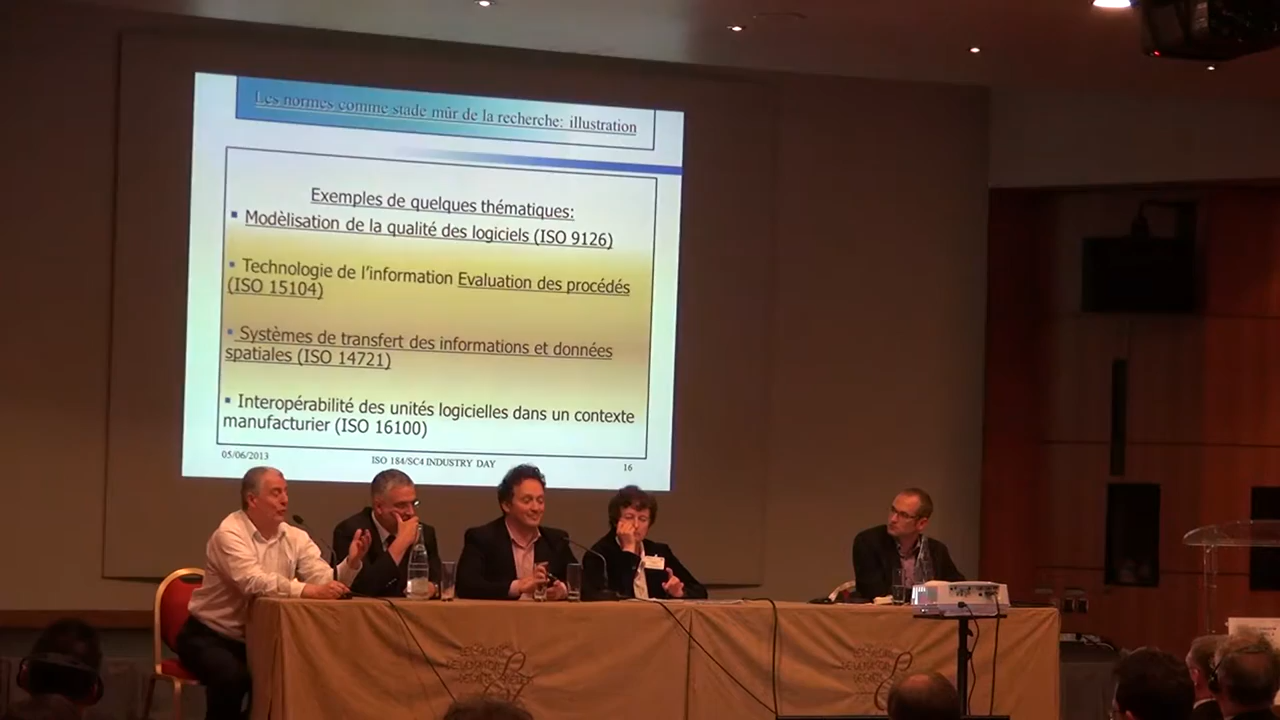 Les normes comme stade mûr de la recherche: illustration
Exemples de quelques thématiques:
▪ Modèlisation de la qualité des logiciels (ISO 9126)
▪ Technologie de l’information Evaluation des procédés
(ISO 15104)
▪ Systèmes de transfert des informations et données
spatiales (ISO 14721)
▪ Interopérabilité des unités logicielles dans un contexte
manufacturier (ISO 16100)
05/06/2013
ISO 184/SC4 INDUSTRY DAY
16